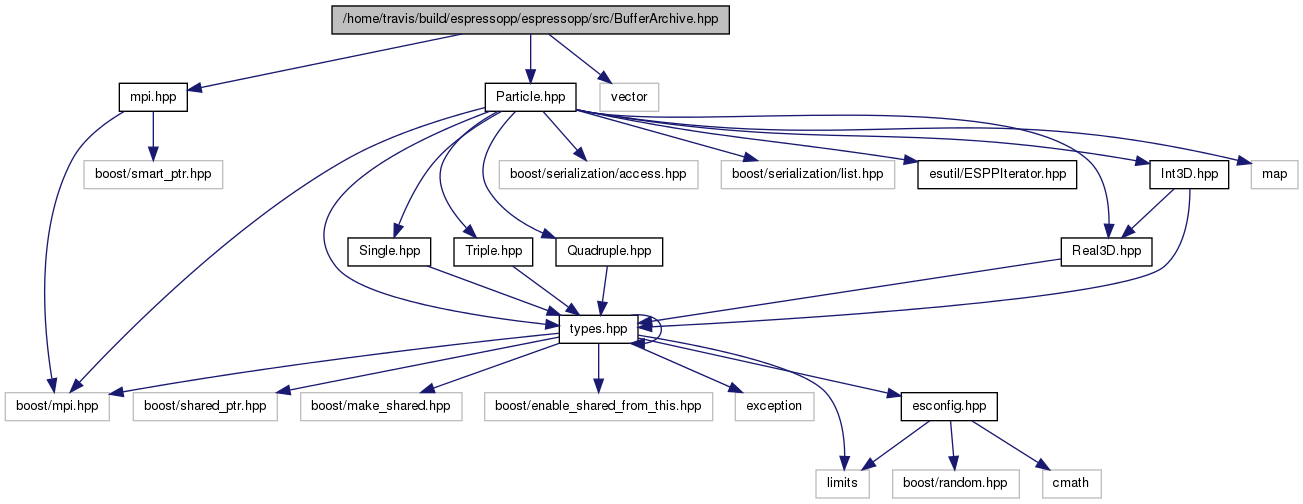 /home/travis/build/espressopp/espressopp/src/BufferArchive.hpp
mpi.hpp
Particle.hpp
vector
boost/smart_ptr.hpp
boost/serialization/access.hpp
boost/serialization/list.hpp
esutil/ESPPIterator.hpp
Int3D.hpp
map
Single.hpp
Triple.hpp
Quadruple.hpp
Real3D.hpp
types.hpp
boost/mpi.hpp
boost/shared_ptr.hpp
boost/make_shared.hpp
boost/enable_shared_from_this.hpp
exception
esconfig.hpp
limits
boost/random.hpp
cmath